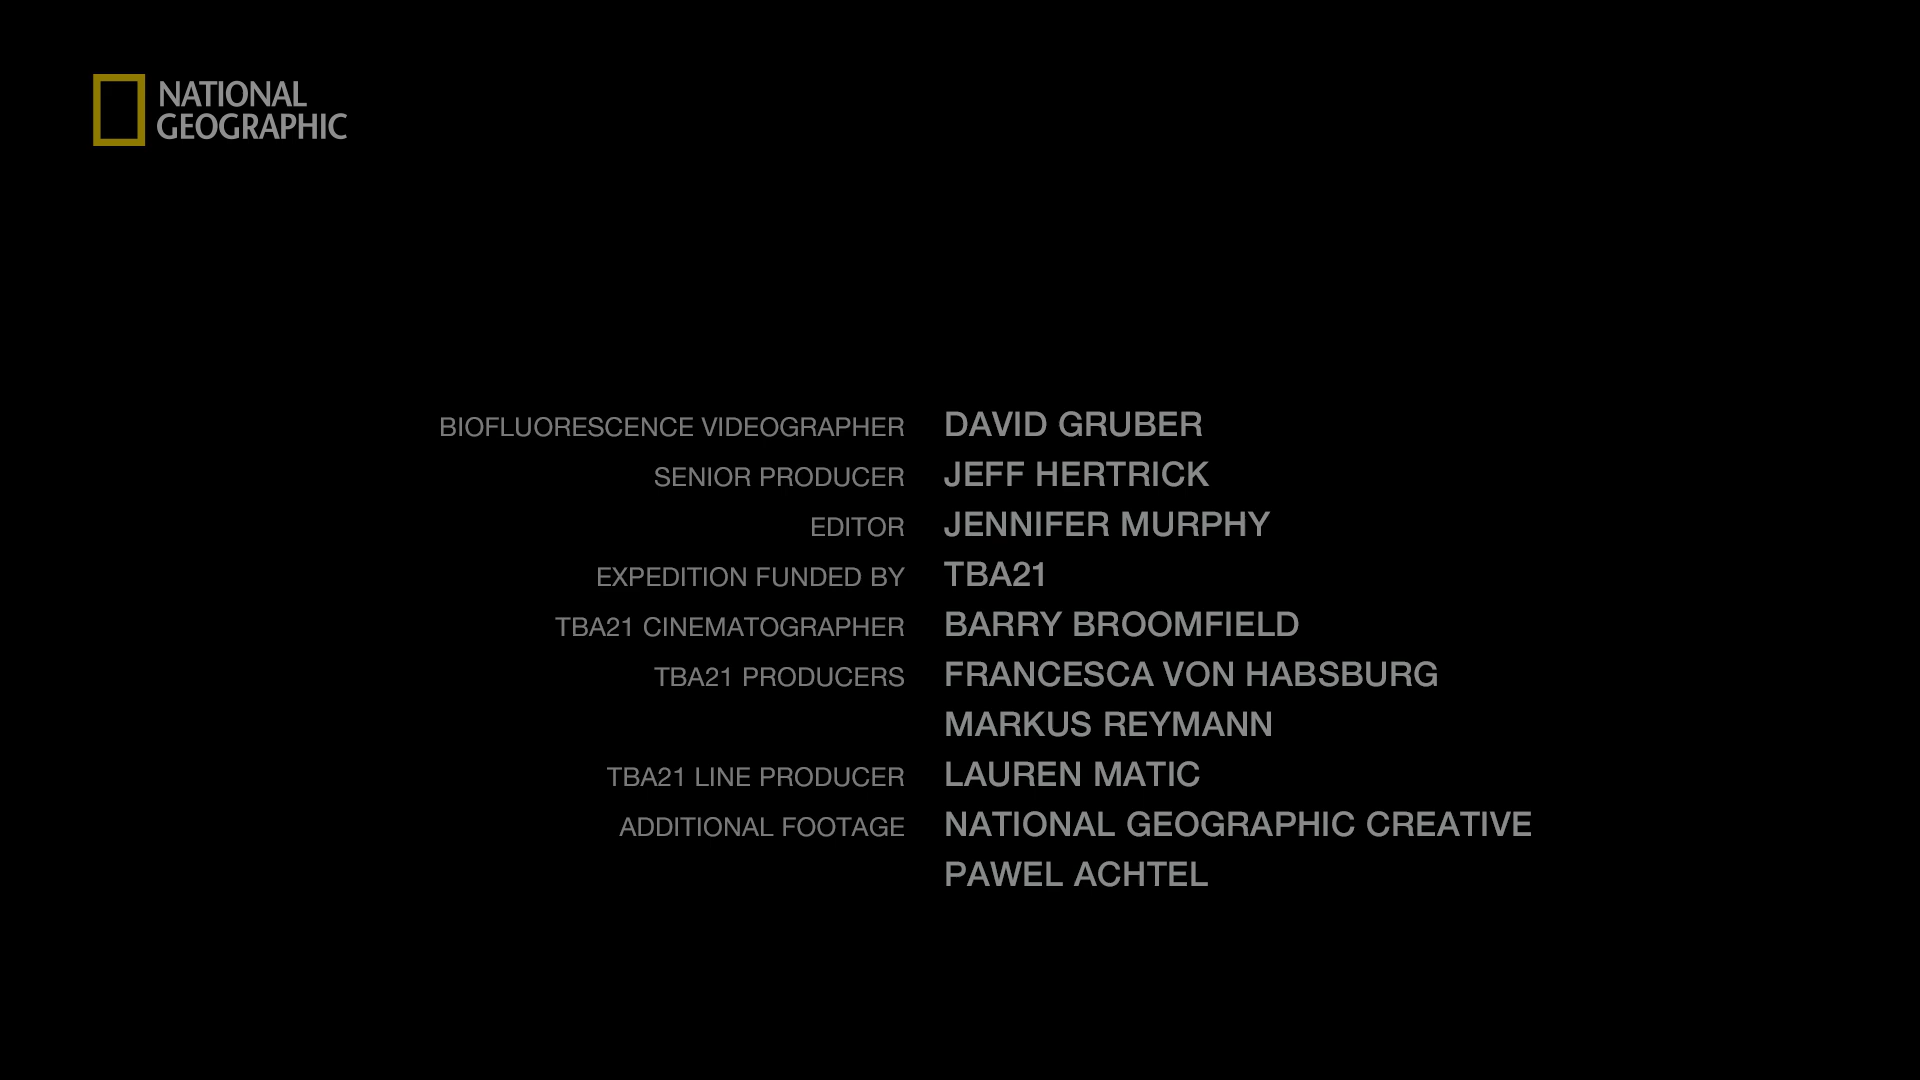 NATIONAL
GEOGRAPHIC
BIOFLUORESCENCE VIDEOGRAPHER DAVID GRUBER
SENIOR PRODUCER JEFF HERTRICK
EDITOR JENNIFER MURPHY
EXPEDITION FUNDED BY TBA21
TBA21 CINEMATOGRAPHER BARRY BROOMFIELD
TBA21 PRODUCERS FRANCESCA VON HABSBURG
MARKUS REYMANN
TBA21 LINE PRODUCER LAUREN MATIC
ADDITIONAL FOOTAGE NATIONAL GEOGRAPHIC CREATIVE
PAWEL ACHTEL